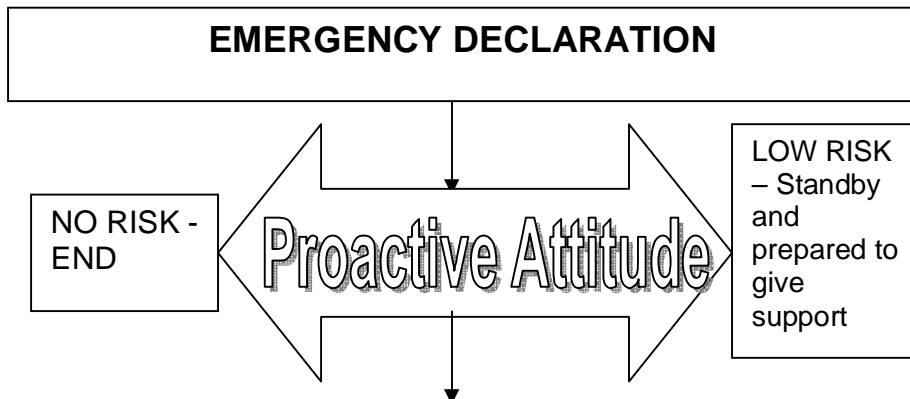 EMERGENCY DECLARATION
NO RISK -
END
Proactive Attitude
LOW RISK
– Standby
and
prepared to
give
support